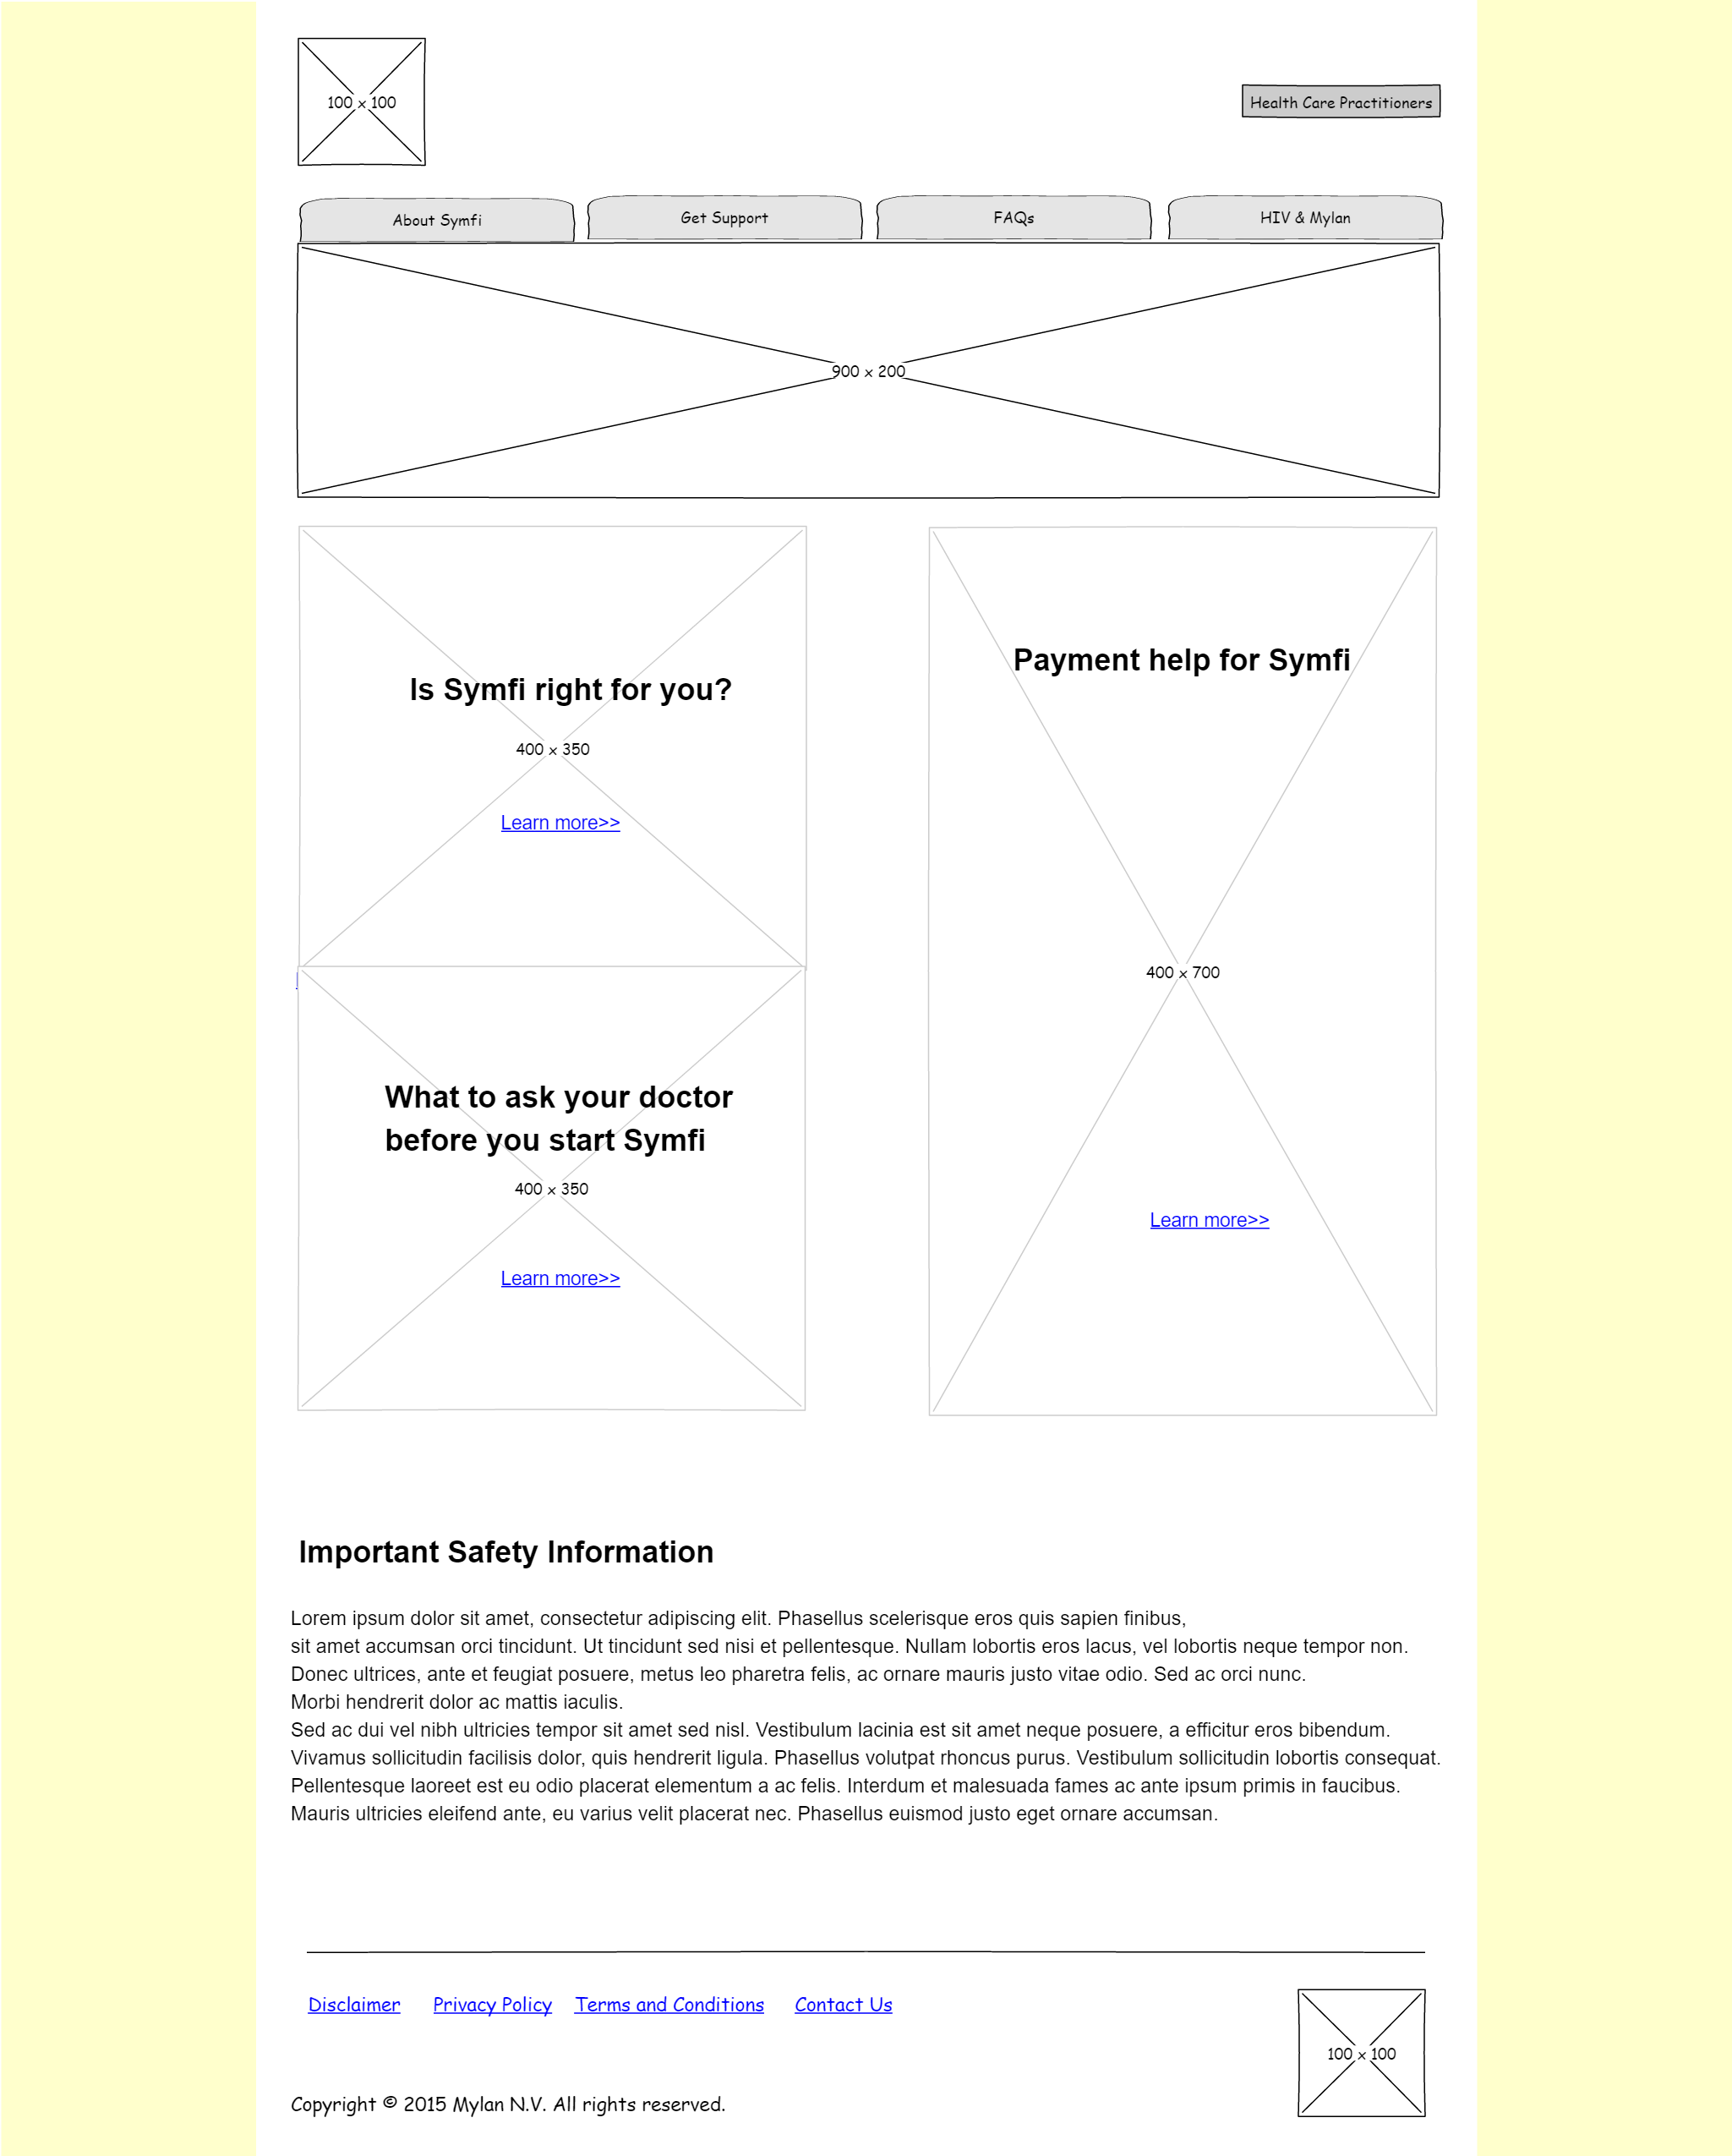 100 x 100
Health Care Practitioners
About Symfi
Get Support
FAQs
HIV & Mylan
900 x 200
Is Symfi right for you?
400 x 350
Learn more>>
Payment help for Symfi
400 x 700
Learn more>>
What to ask your doctor
before you start Symfi
400 x 350
Learn more>>
Important Safety Information
Lorem ipsum dolor sit amet, consectetur adipiscing elit. Phasellus scelerisque eros quis sapien finibus,
sit amet accumsan orci tincidunt. Ut tincidunt sed nisi et pellentesque. Nullam lobortis eros lacus, vel lobortis neque tempor non.
Donec ultrices, ante et feugiat posuere, metus leo pharetra felis, ac ornare mauris justo vitae odio. Sed ac orci nunc.
Morbi hendrerit dolor ac mattis iaculis.
Sed ac dui vel nibh ultricies tempor sit amet sed nisl. Vestibulum lacinia est sit amet neque posuere, a efficitur eros bibendum.
Vivamus sollicitudin facilisis dolor, quis hendrerit ligula. Phasellus volutpat rhoncus purus. Vestibulum sollicitudin lobortis consequat.
Pellentesque laoreet est eu odio placerat elementum a ac felis. Interdum et malesuada fames ac ante ipsum primis in faucibus.
Mauris ultricies eleifend ante, eu varius velit placerat nec. Phasellus euismod justo eget ornare accumsan.
Disclaimer
Privacy Policy
Terms and Conditions
Contact Us
100 x 100
Copyright © 2015 Mylan N.V. All rights reserved.